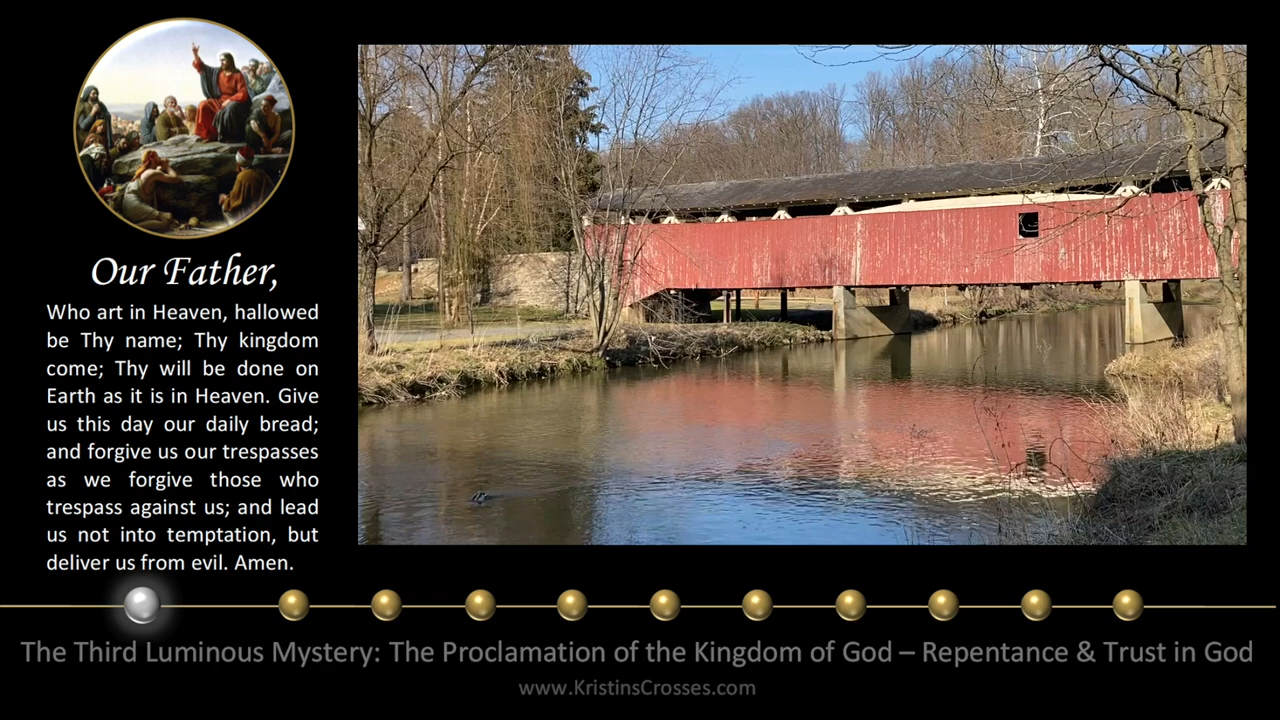 Our Father,
Who art in Heaven, hallowed
be Thy name; Thy kingdom
come; Thy will be done on
Earth as it is in Heaven. Give
us this day our daily bread;
and forgive us our trespasses
as we forgive those who
trespass against us; and lead
us not into temptation, but
deliver us from evil. Amen.
The Third Luminous Mystery: The Proclamation of the Kingdom of God – Repentance & Trust in God
www.KristinsCrosses.com